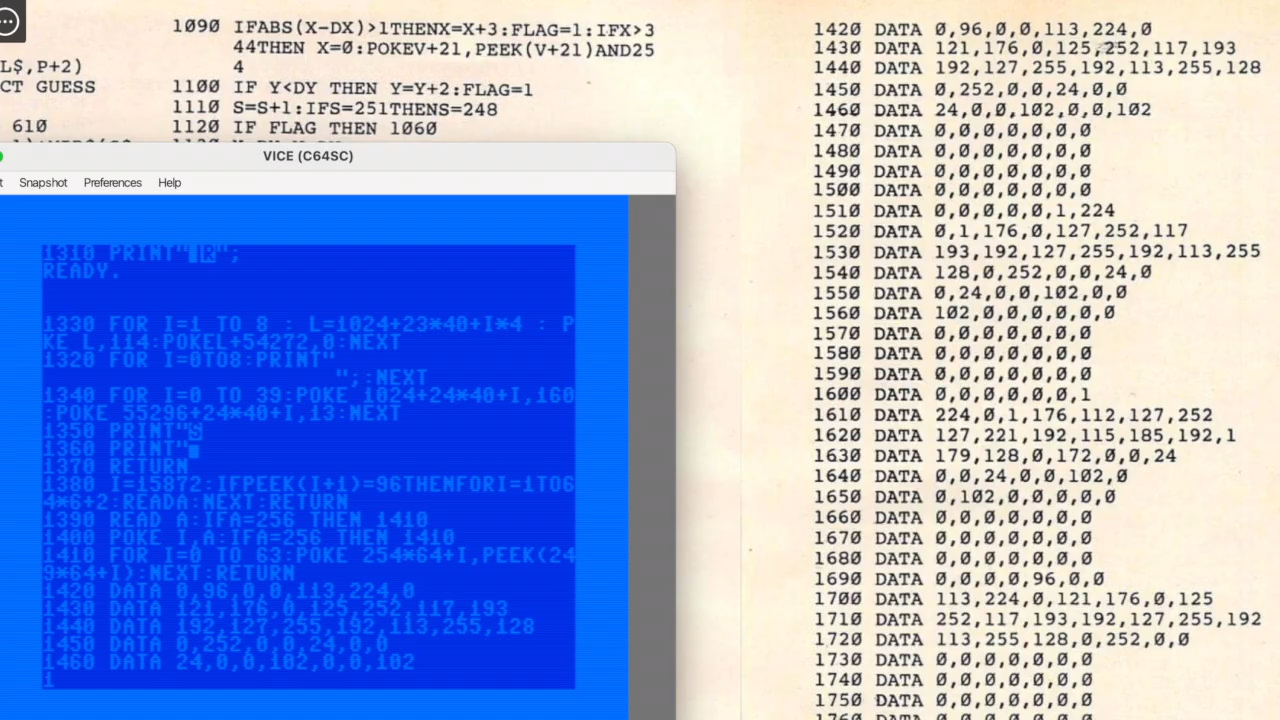 1090 IFABS(X-DX)>1THENX=X+3:FLAG=1:IFX>3
44THEN X=0:POKEV+21,PEEK(V+21)AND25
4
L$,P+2)
CT GUESS
1100 IF Y<DY THEN Y=Y+2:FLAG=1
1110 S=S+1:IFS=251THENS=248
610
1120 IF FLAG THEN 1060
VICE (C64SC)
Snapshot Preferences Help
1310 PRINT" R";
READY.
1330 FOR I=1 TO 8 : L=1024+23*40+I*4 : P
KE L,114:POKEL+54272,0:NEXT
1320 FOR I=0TO8:PRINT"
";:NEXT
1340 FOR I=0 TO 39:POKE 1024+24*40+I,160
:POKE 55296+24*40+I,13:NEXT
1350 PRINT"S
1360 PRINT"
1370 RETURN
1380 I=15872:IFPEEK(I+1)=96THENFORI=1TO6
4*6+2:READA:NEXT:RETURN
1390 READ A:IFA=256 THEN 1410
1400 POKE I,A:IFA=256 THEN 1410
1410 FOR I=0 TO 63:POKE 254*64+I,PEEK(24
9*64+I):NEXT:RETURN
1420 DATA 0,96,0,0,113,224,0
1430 DATA 121,176,0,125,252,117,193
1440 DATA 192,127,255,192,113,255,128
1450 DATA 0,252,0,0,24,0,0
1460 DATA 24,0,0,102,0,0,102
1
1420 DATA 0,96,0,0,113,224,0
1430 DATA 121,176,0,125,252,117,193
1440 DATA 192,127,255,192,113,255,128
1450 DATA 0,252,0,0,24,0,0
1460 DATA 24,0,0,102,0,0,102
1470 DATA 0,0,0,0,0,0,0
1480 DATA 0,0,0,0,0,0,0
1490 DATA 0,0,0,0,0,0,0
1500 DATA 0,0,0,0,0,0,0
1510 DATA 0,0,0,0,0,1,224
1520 DATA 0,1,176,0,127,252,117
1530 DATA 193,192,127,255,192,113,255
1540 DATA 128,0,252,0,0,24,0
1550 DATA 0,24,0,0,102,0,0
1560 DATA 102,0,0,0,0,0,0
1570 DATA 0,0,0,0,0,0,0
1580 DATA 0,0,0,0,0,0,0
1590 DATA 0,0,0,0,0,0,0
1600 DATA 0,0,0,0,0,0,1
1610 DATA 224,0,1,176,112,127,252
1620 DATA 127,221,192,115,185,192,1
1630 DATA 179,128,0,172,0,0,24
1640 DATA 0,0,24,0,0,102,0
1650 DATA 0,102,0,0,0,0,0
1660 DATA 0,0,0,0,0,0,0
1670 DATA 0,0,0,0,0,0,0
1680 DATA 0,0,0,0,0,0,0
1690 DATA 0,0,0,0,96,0,0
1700 DATA 113,224,0,121,176,0,125
1710 DATA 252,117,193,192,127,255,192
1720 DATA 113,255,128,0,252,0,0
1730 DATA 0,0,0,0,0,0,0
1740 DATA 0,0,0,0,0,0,0
1750 DATA 0,0,0,0,0,0,0
1760 DATA 0,0,0,0,0,0,0